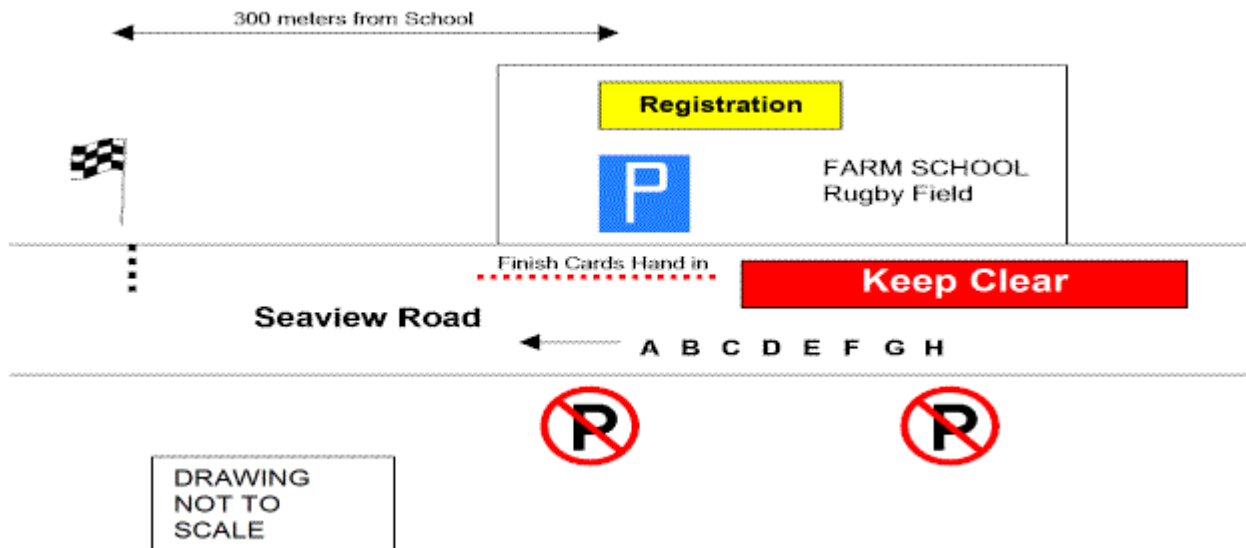 300 meters from School
Registration
P
FARM SCHOOL
Rugby Field
Finish Cards Hand in
Keep Clear
Seaview Road
A B C D E F G H
P
P
DRAWING
NOT TO
SCALE